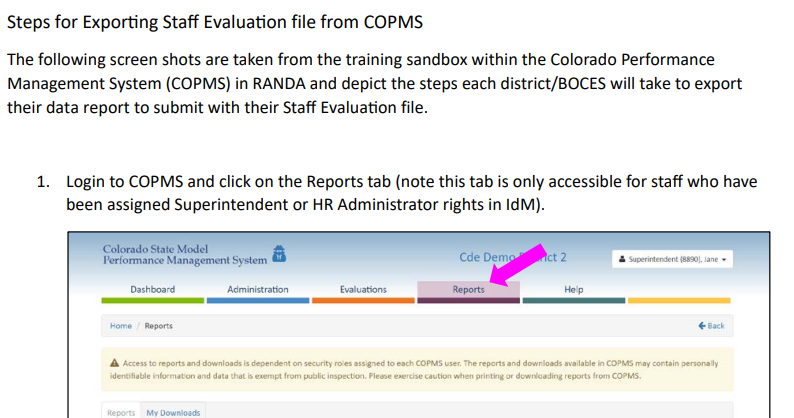 Steps for Exporting Staff Evaluation file from COPMS
The following screen shots are taken from the training sandbox within the Colorado Performance
Management System (COPMS) in RANDA and depict the steps each district/BOCES will take to export
their data report to submit with their Staff Evaluation file.
1. Login to COPMS and click on the Reports tab (note this tab is only accessible for staff who have
been assigned Superintendent or HR Administrator rights in IdM).
Colorado State Model
Performance Management System
Cde Demo 2
Superintendent (8890), Jane
Dashboard Administration Evaluations Reports Help
Home / Reports
Back
Access to reports and downloads is dependent on security roles assigned to each COPMS user. The reports and downloads available in COPMS may contain personally
identifiable information and data that is exempt from public inspection. Please exercise caution when printing or downloading reports from COPMS.
Reports My Downloads